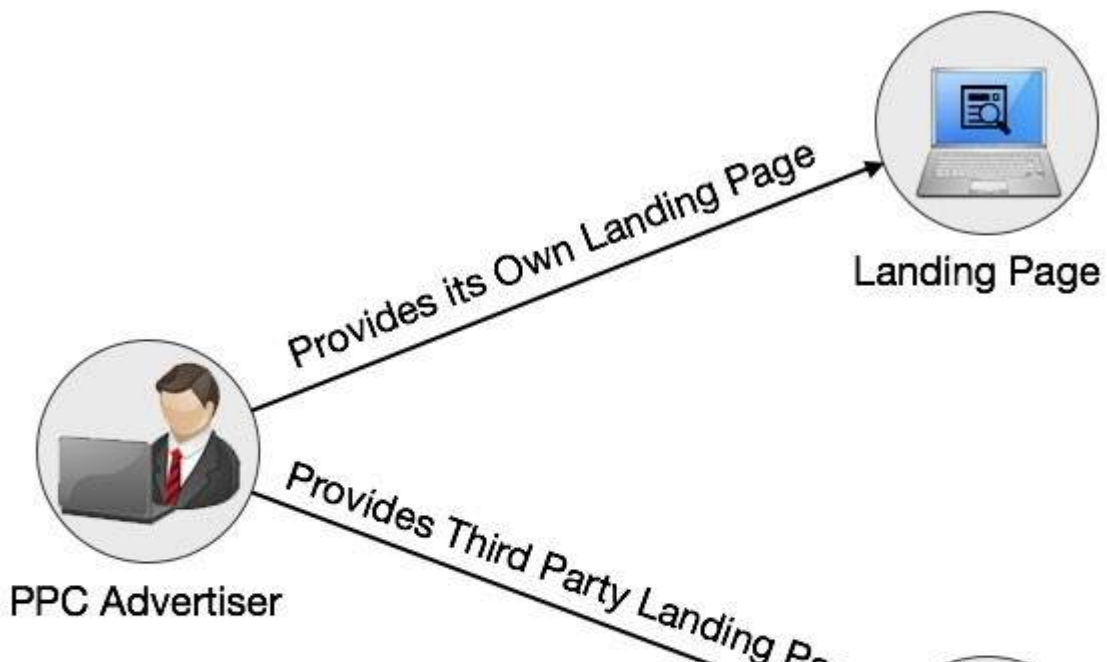 Provides its Own Landing Page
Landing Page
PPC Advertiser
Provides Third Party Landing